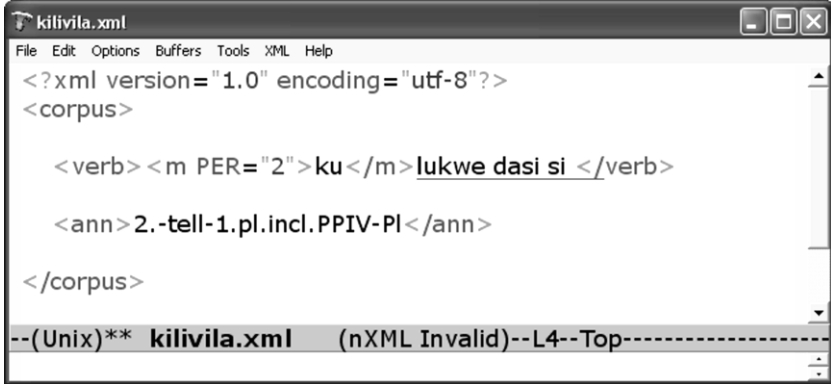 kilivila.xml
File Edit Options Buffers Tools XML Help
<?xml version="1.0" encoding="utf-8"?>
<corpus>
<verb><m PER="2">ku</m>lukwe dasi si </verb>
<ann>2.-tell-1.pl.incl.PPIV-Pl</ann>
</corpus>
--(Unix)** kilivila.xml (nXML Invalid)--L4--Top--------------------